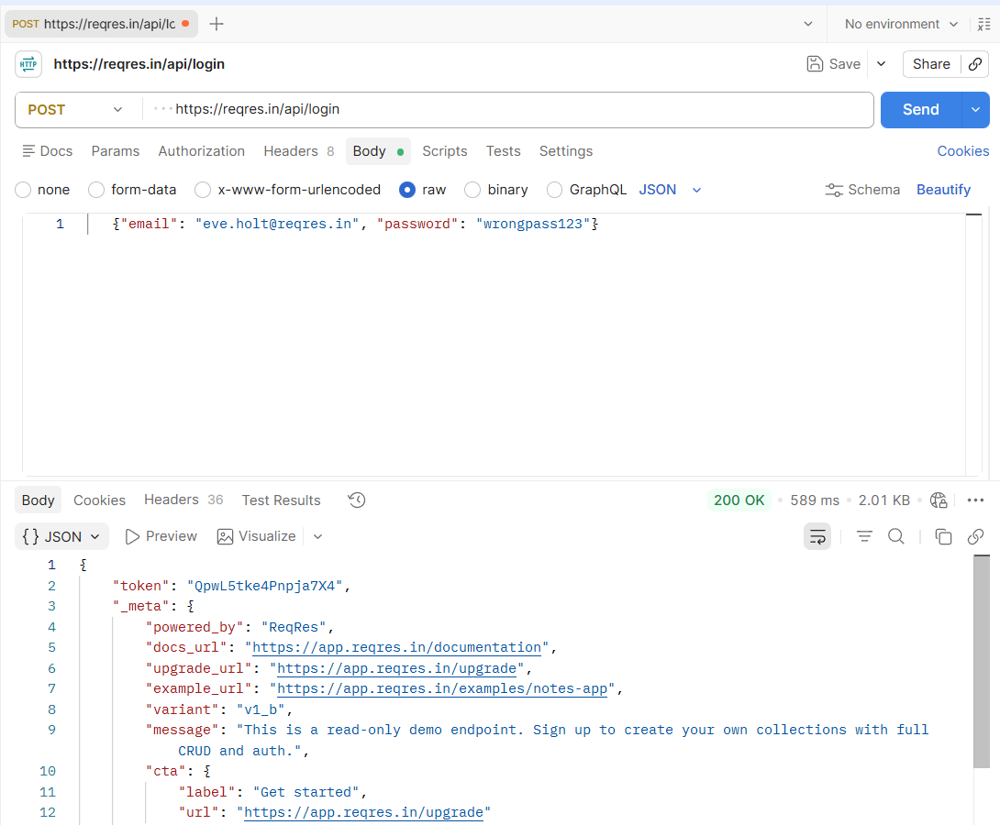 POST https://reqres.in/api/lc No environment
HTTP https://reqres.in/api/login Save Share
POST ··· https://reqres.in/api/login Send
Docs Params Authorization Headers 8 Body Scripts Tests Settings Cookies
none form-data x-www-form-urlencoded raw binary GraphQL JSON Schema Beautify
1 {"email": "eve.holt@reqres.in", "password": "wrongpass123"}
Body Cookies Headers 36 Test Results 200 OK 589 ms 2.01 KB
{} JSON Preview Visualize
1 {
2 "token": "QpwL5tke4Pnpja7X4",
3 "_meta": {
4 "powered_by": "ReqRes",
5 "docs_url": "https://app.reqres.in/documentation",
6 "upgrade_url": "https://app.reqres.in/upgrade",
7 "example_url": "https://app.reqres.in/examples/notes-app",
8 "variant": "v1_b",
9 "message": "This is a read-only demo endpoint. Sign up to create your own collections with full
CRUD and auth.",
10 "cta": {
11 "label": "Get started",
12 "url": "https://app.reqres.in/upgrade"